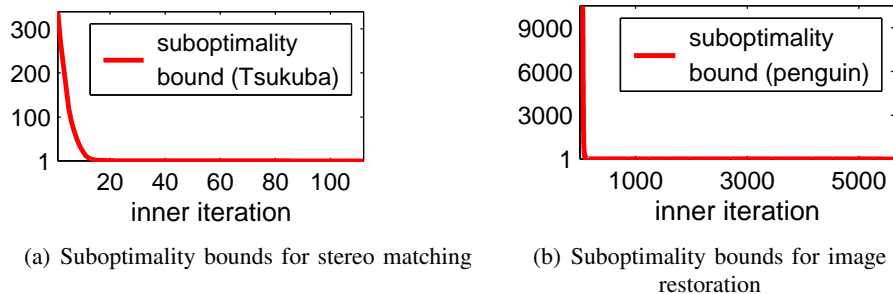 300
200
100
1
suboptimality
bound (Tsukuba)
20 40 60 80 100
inner iteration
(a) Suboptimality bounds for stereo matching
9000
6000
3000
1
suboptimality
bound (penguin)
1000 3000 5000
inner iteration
(b) Suboptimality bounds for image
restoration